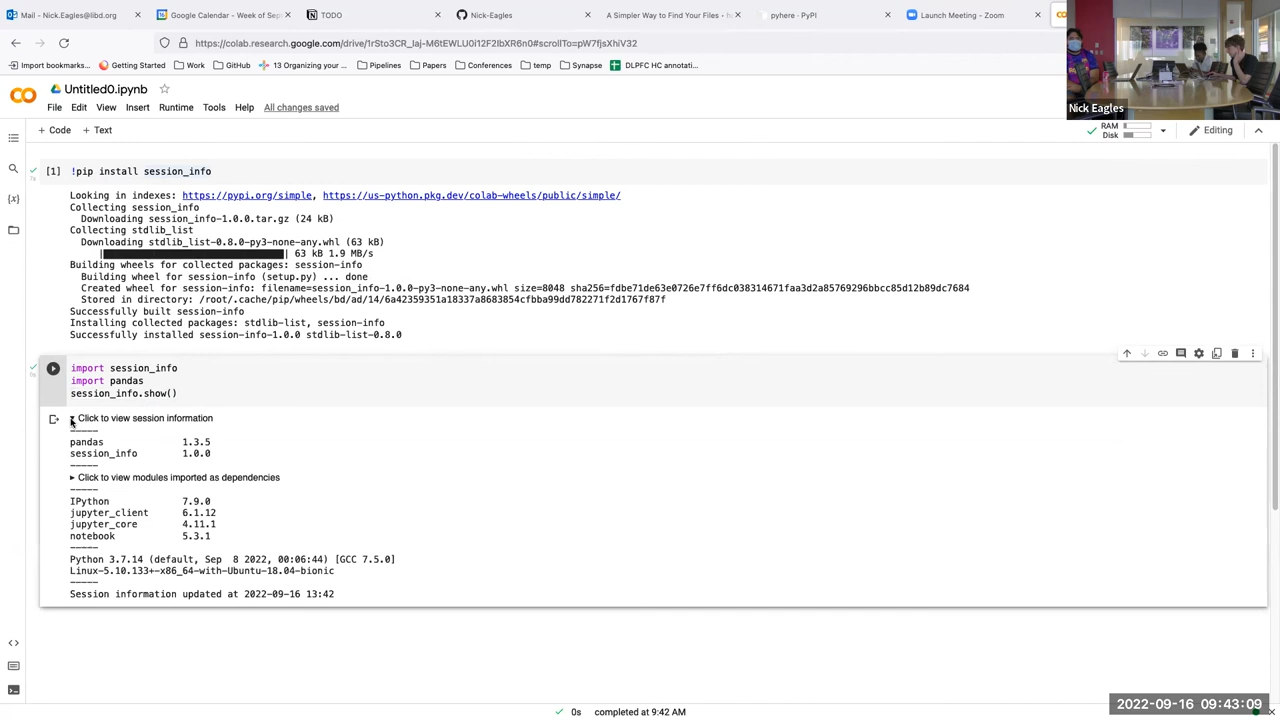 Mail - Nick.Eagles@libd.org
Google Calendar - Week of Sep
TODO
Nick-Eagles
A Simpler Way to Find Your Files
pyhere - PyPI
Launch Meeting - Zoom
https://colab.research.google.com/drive/1rSto3CR_laj-M6tEWLU0i12F2IbXR6n0#scrollTo=pW7fjsXhiV32
Import bookmarks...
Getting Started
Work
GitHub
13 Organizing your ...
Pipelines
Papers
Conferences
temp
Synapse
DLPFC HC annotati...
Nick Eagles
CO
Untitled0.ipynb
File Edit View Insert Runtime Tools Help All changes saved
+ Code + Text
RAM
Disk
Editing
[1] !pip install session_info
Looking in indexes: https://pypi.org/simple, https://us-python.pkg.dev/colab-wheels/public/simple/
Collecting session_info
Downloading session_info-1.0.0.tar.gz (24 kB)
Collecting stdlib_list
Downloading stdlib_list-0.8.0-py3-none-any.whl (63 kB)
| 63 kB 1.9 MB/s
Building wheels for collected packages: session-info
Building wheel for session-info (setup.py) ... done
Created wheel for session-info: filename=session_info-1.0.0-py3-none-any.whl size=8048 sha256=fdbe71de63e0726e7ff6dc038314671faa3d2a85769296bbcc85d12b89dc7684
Stored in directory: /root/.cache/pip/wheels/bd/ad/14/6a42359351a18337a8683854cfbba99dd782271f2d1767f87f
Successfully built session-info
Installing collected packages: stdlib-list, session-info
Successfully installed session-info-1.0.0 stdlib-list-0.8.0
import session_info
import pandas
session_info.show()
Click to view session information
-----
pandas 1.3.5
session_info 1.0.0
-----
Click to view modules imported as dependencies
-----
IPython 7.9.0
jupyter_client 6.1.12
jupyter_core 4.11.1
notebook 5.3.1
-----
Python 3.7.14 (default, Sep  8 2022, 00:06:44) [GCC 7.5.0]
Linux-5.10.133+-x86_64-with-Ubuntu-18.04-bionic
-----
Session information updated at 2022-09-16 13:42
0s completed at 9:42 AM
2022-09-16 09:43:09